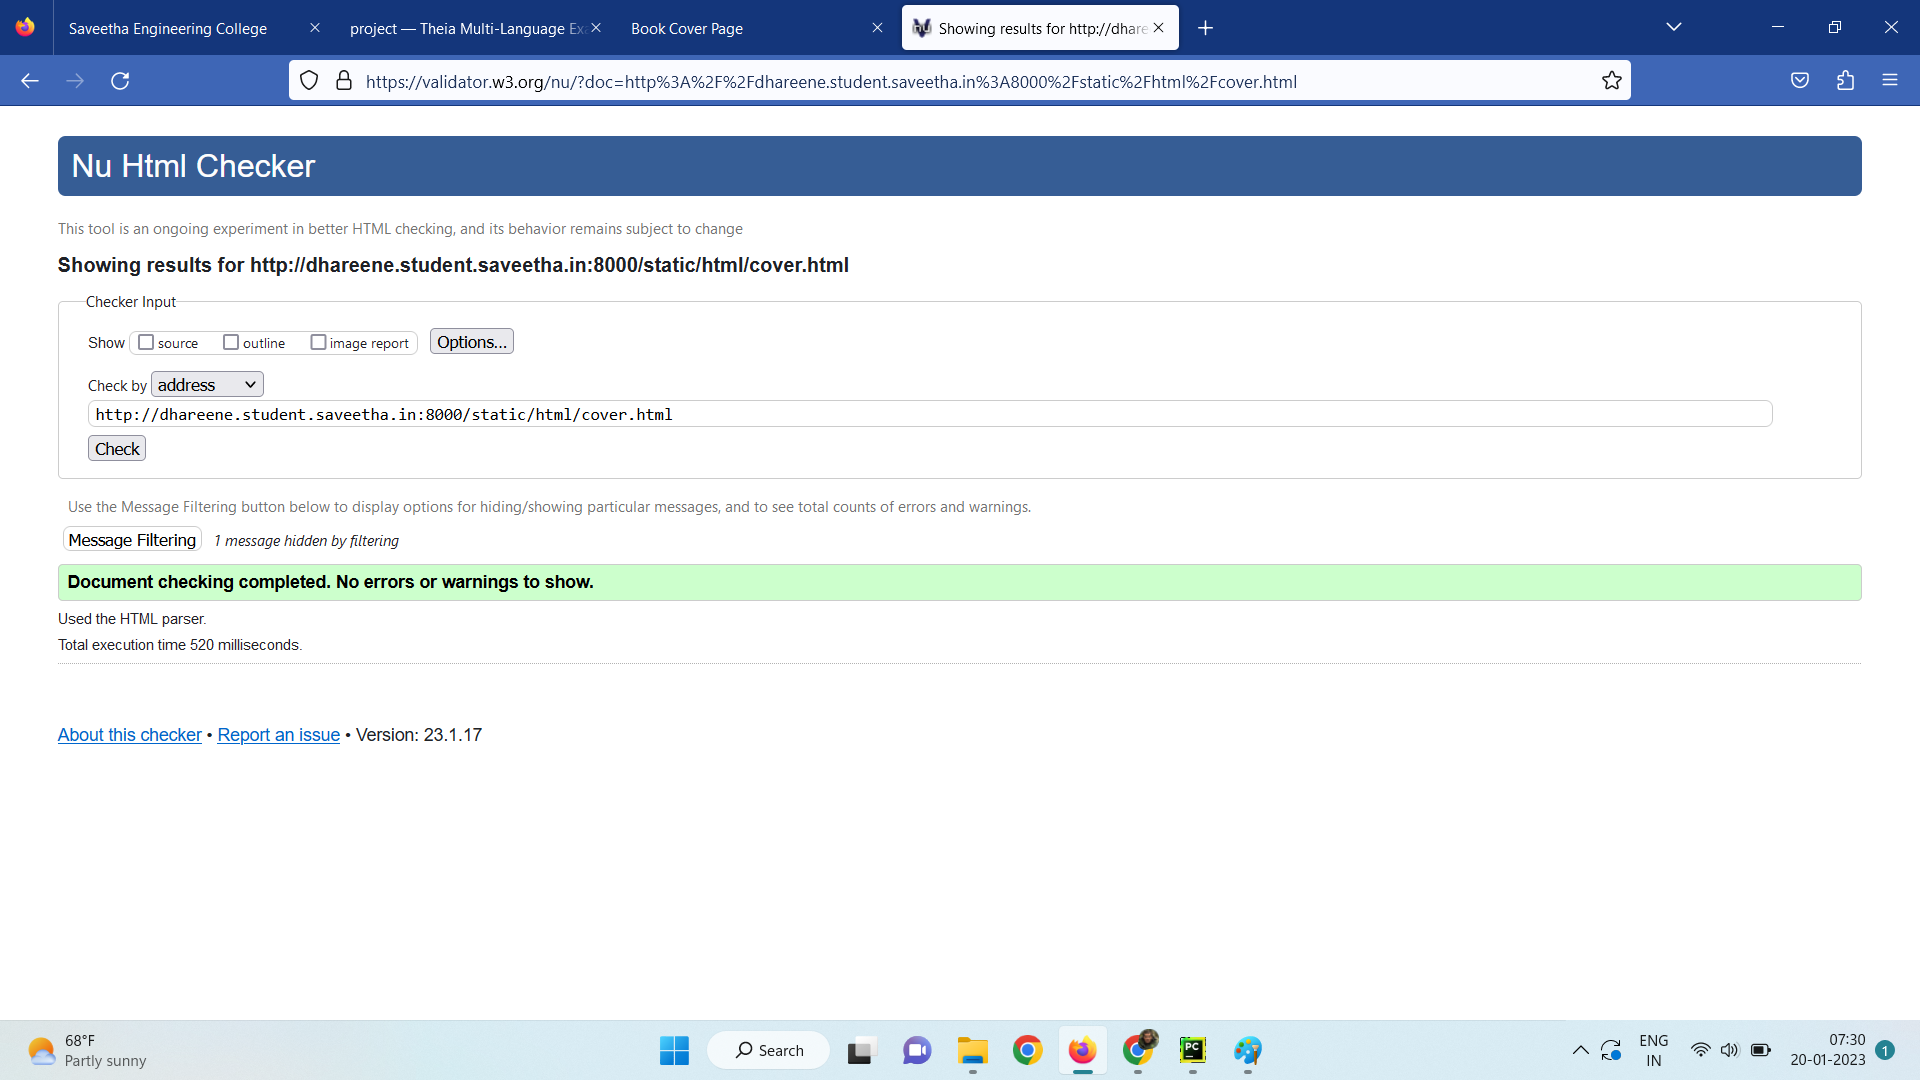 Saveetha Engineering College
project — Theia Multi-Language Ex
Book Cover Page
Showing results for http://dhare
https://validator.w3.org/nu/?doc=http%3A%2F%2Fdhareene.student.saveetha.in%3A8000%2Fstatic%2Fhtml%2Fcover.html
Nu Html Checker
This tool is an ongoing experiment in better HTML checking, and its behavior remains subject to change
Showing results for http://dhareene.student.saveetha.in:8000/static/html/cover.html
Checker Input
Show source outline image report Options...
Check by address
http://dhareene.student.saveetha.in:8000/static/html/cover.html
Check
Use the Message Filtering button below to display options for hiding/showing particular messages, and to see total counts of errors and warnings.
Message Filtering 1 message hidden by filtering
Document checking completed. No errors or warnings to show.
Used the HTML parser.
Total execution time 520 milliseconds.
About this checker • Report an issue • Version: 23.1.17
68°F
Partly sunny
Search
PC
ENG
IN
07:30
20-01-2023
1